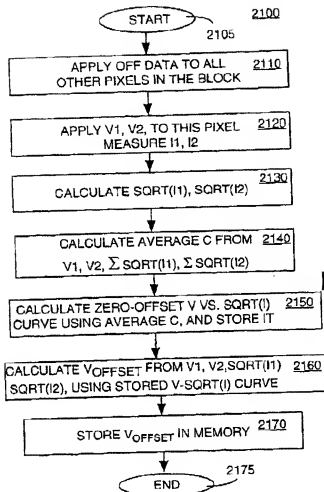 START
2100
2105
APPLY OFF DATA TO ALL 2110
OTHER PIXELS IN THE BLOCK
APPLY V1, V2, TO THIS PIXEL 2120
MEASURE I1, I2
2130
CALCULATE SQRT(I1), SQRT(I2)
CALCULATE AVERAGE C FROM 2140
V1, V2, Σ SQRT(I1), Σ SQRT(I2)
CALCULATE ZERO-OFFSET V VS. SQRT(I) 2150
CURVE USING AVERAGE C, AND STORE IT
CALCULATE VOFFSET FROM V1, V2,SQRT(I1) 2160
SQRT(I2), USING STORED V-SQRT(I) CURVE
STORE VOFFSET IN MEMORY 2170
END
2175